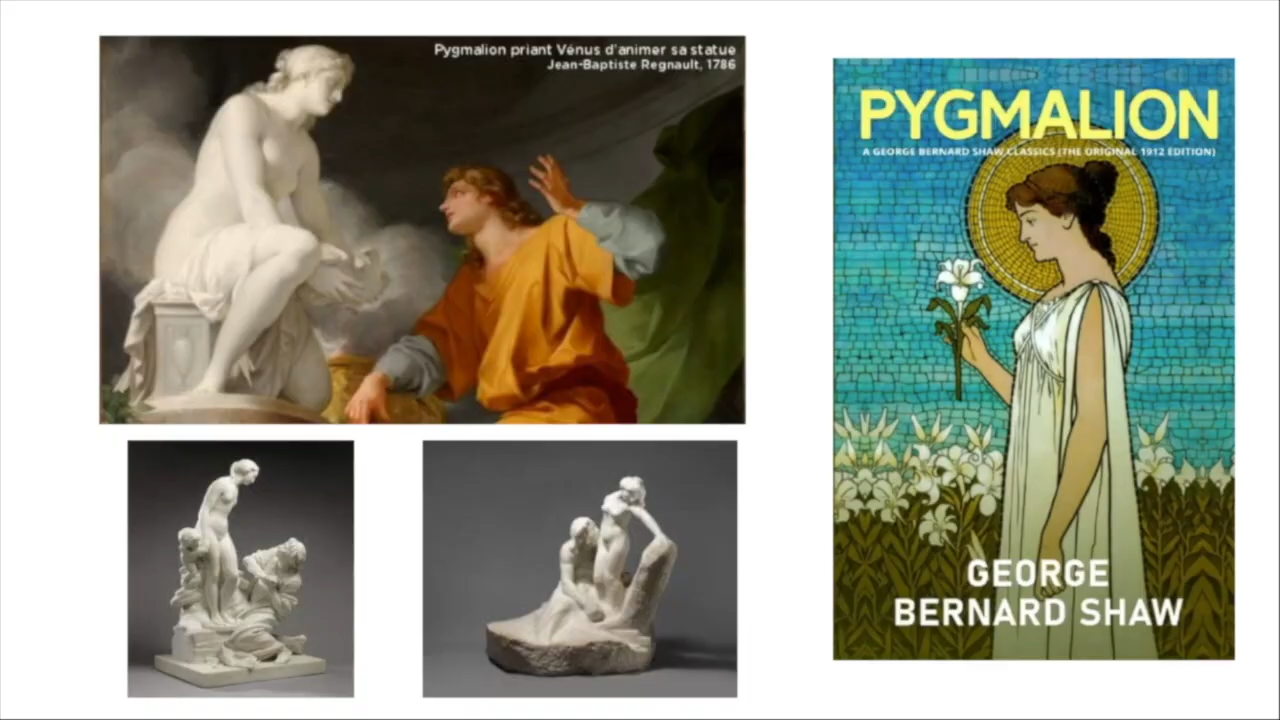 Pygmalion priant Vénus d'animer sa statue
Jean-Baptiste Regnault, 1786
PYGMALION
A GEORGE BERNARD SHAW CLASSICS (THE ORIGINAL 1912 EDITION)
GEORGE
BERNARD SHAW